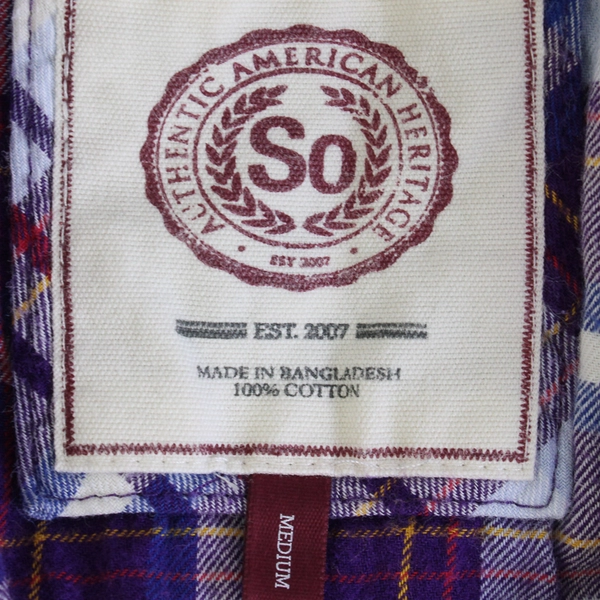 AUTHENTIC AMERICAN HERITAGE
So
EST 2007
EST. 2007
MADE IN BANGLADESH
100% COTTON
MEDIUM